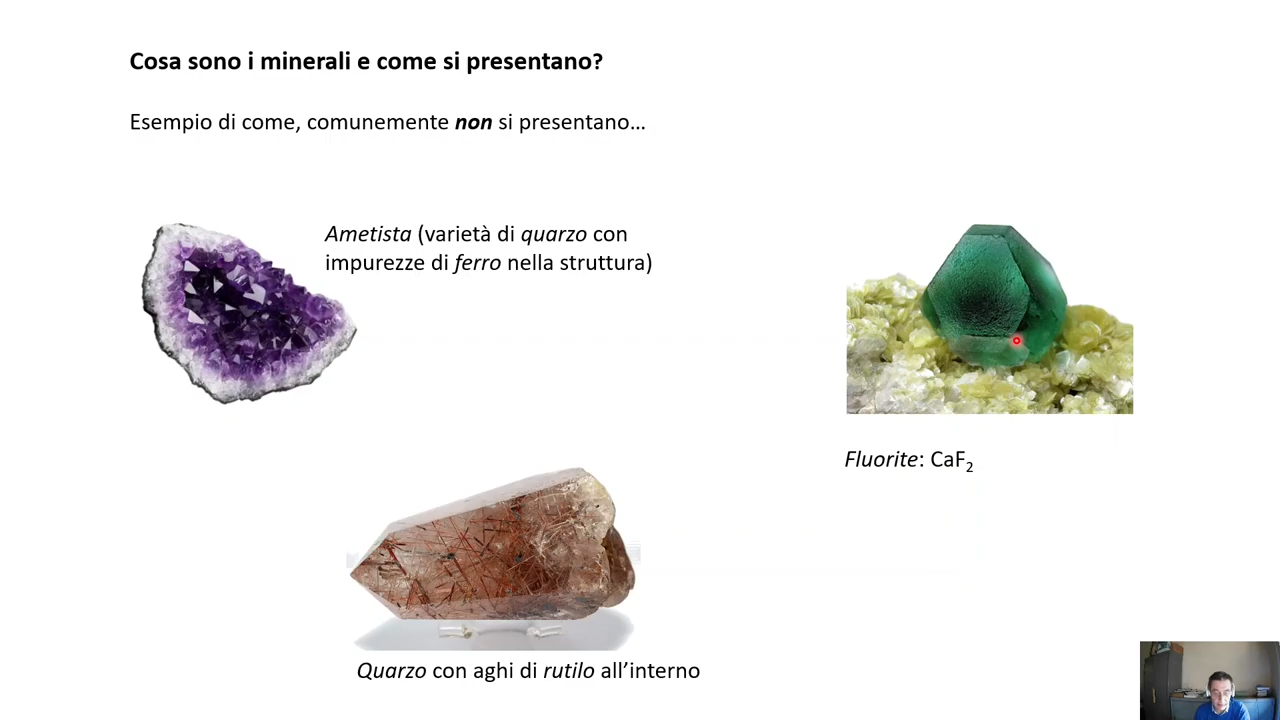 Cosa sono i minerali e come si presentano?
Esempio di come, comunemente non si presentano…
Ametista (varietà di quarzo con
impurezze di ferro nella struttura)
Fluorite: CaF₂
Quarzo con aghi di rutilo all’interno